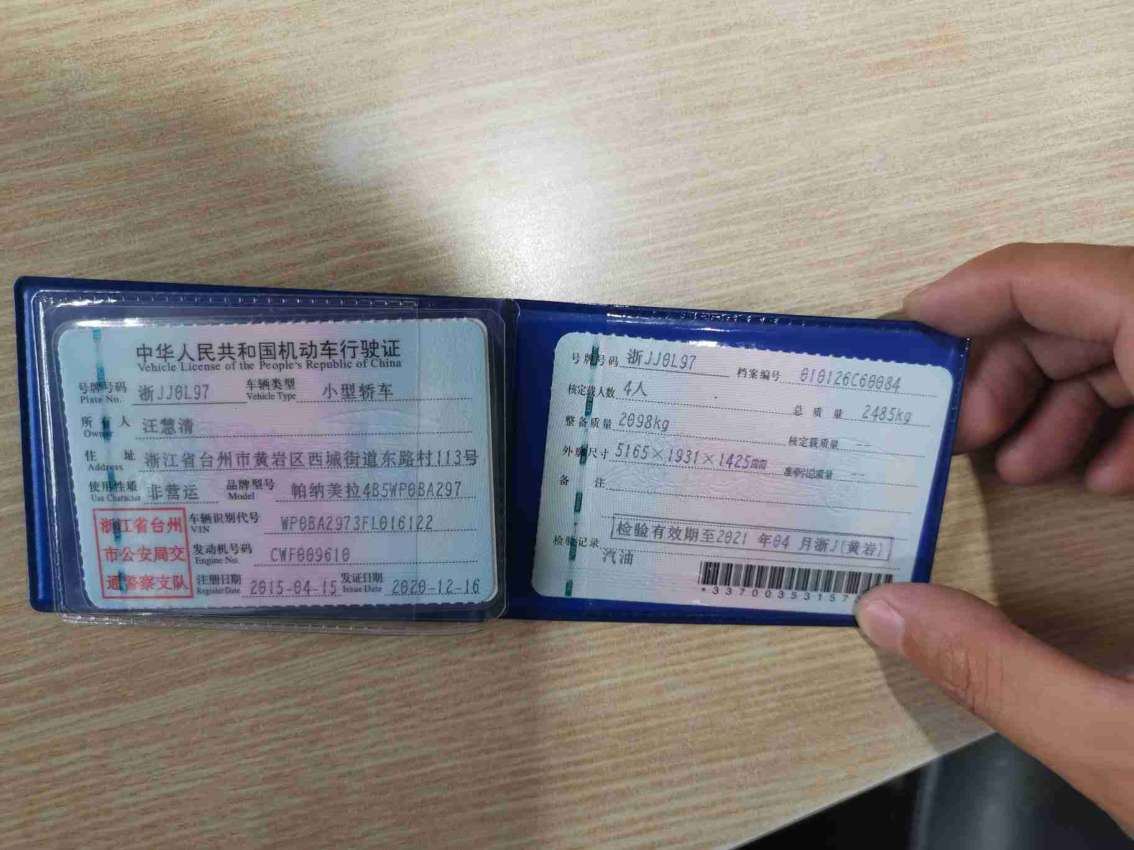 中华人民共和国机动车行驶证
Vehicle License of the People's Republic of China
号牌号码 浙JJ0L97 车辆类型 小型轿车
Plate No. Vehicle Type
所有人 汪慧清
Owner
住址 浙江省台州市黄岩区西城街道东路村113号
Address
使用性质 非营运 品牌型号 帕纳美拉4B5WP0BA297
Use Character Model
浙江省台州
市公安局交
通警察支队
车辆识别代号 WP0BA2973FL016122
VIN
发动机号码 CWF009610
Engine No.
注册日期 2015-04-15 发证日期 2020-12-16
Register Date Issue Date
号牌号码 浙JJ0L97 档案编号 010126C60084
核定载人数 4人 总质量 2485kg
整备质量 2098kg 核定载质量 --
外廓尺寸 5165×1931×1425mm 准牵引总质量 --
备注
检验有效期至2021年04月浙J(黄岩)
检验记录
汽油
*33700353157